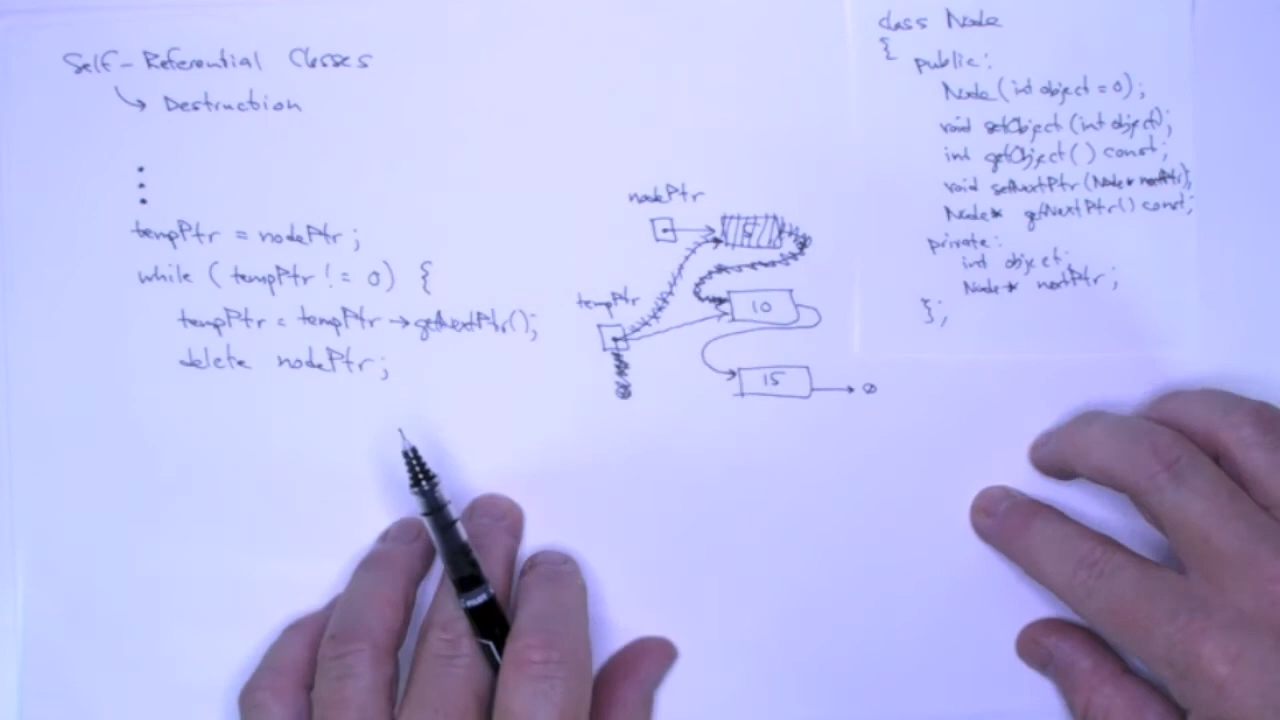 Self-Referential Classes
Destruction
tempPtr = nodePtr;
while (tempPtr != 0) {
tempPtr = tempPtr->getNextPtr();
delete nodePtr;
nodePtr
tempPtr
10
15
class Node
{
public:
Node(int object = 0);
void setObject(int object);
int getObject() const;
void setNextPtr(Node* nextPtr);
Node* getNextPtr() const;
private:
int object;
Node* nextPtr;
};
PILOT